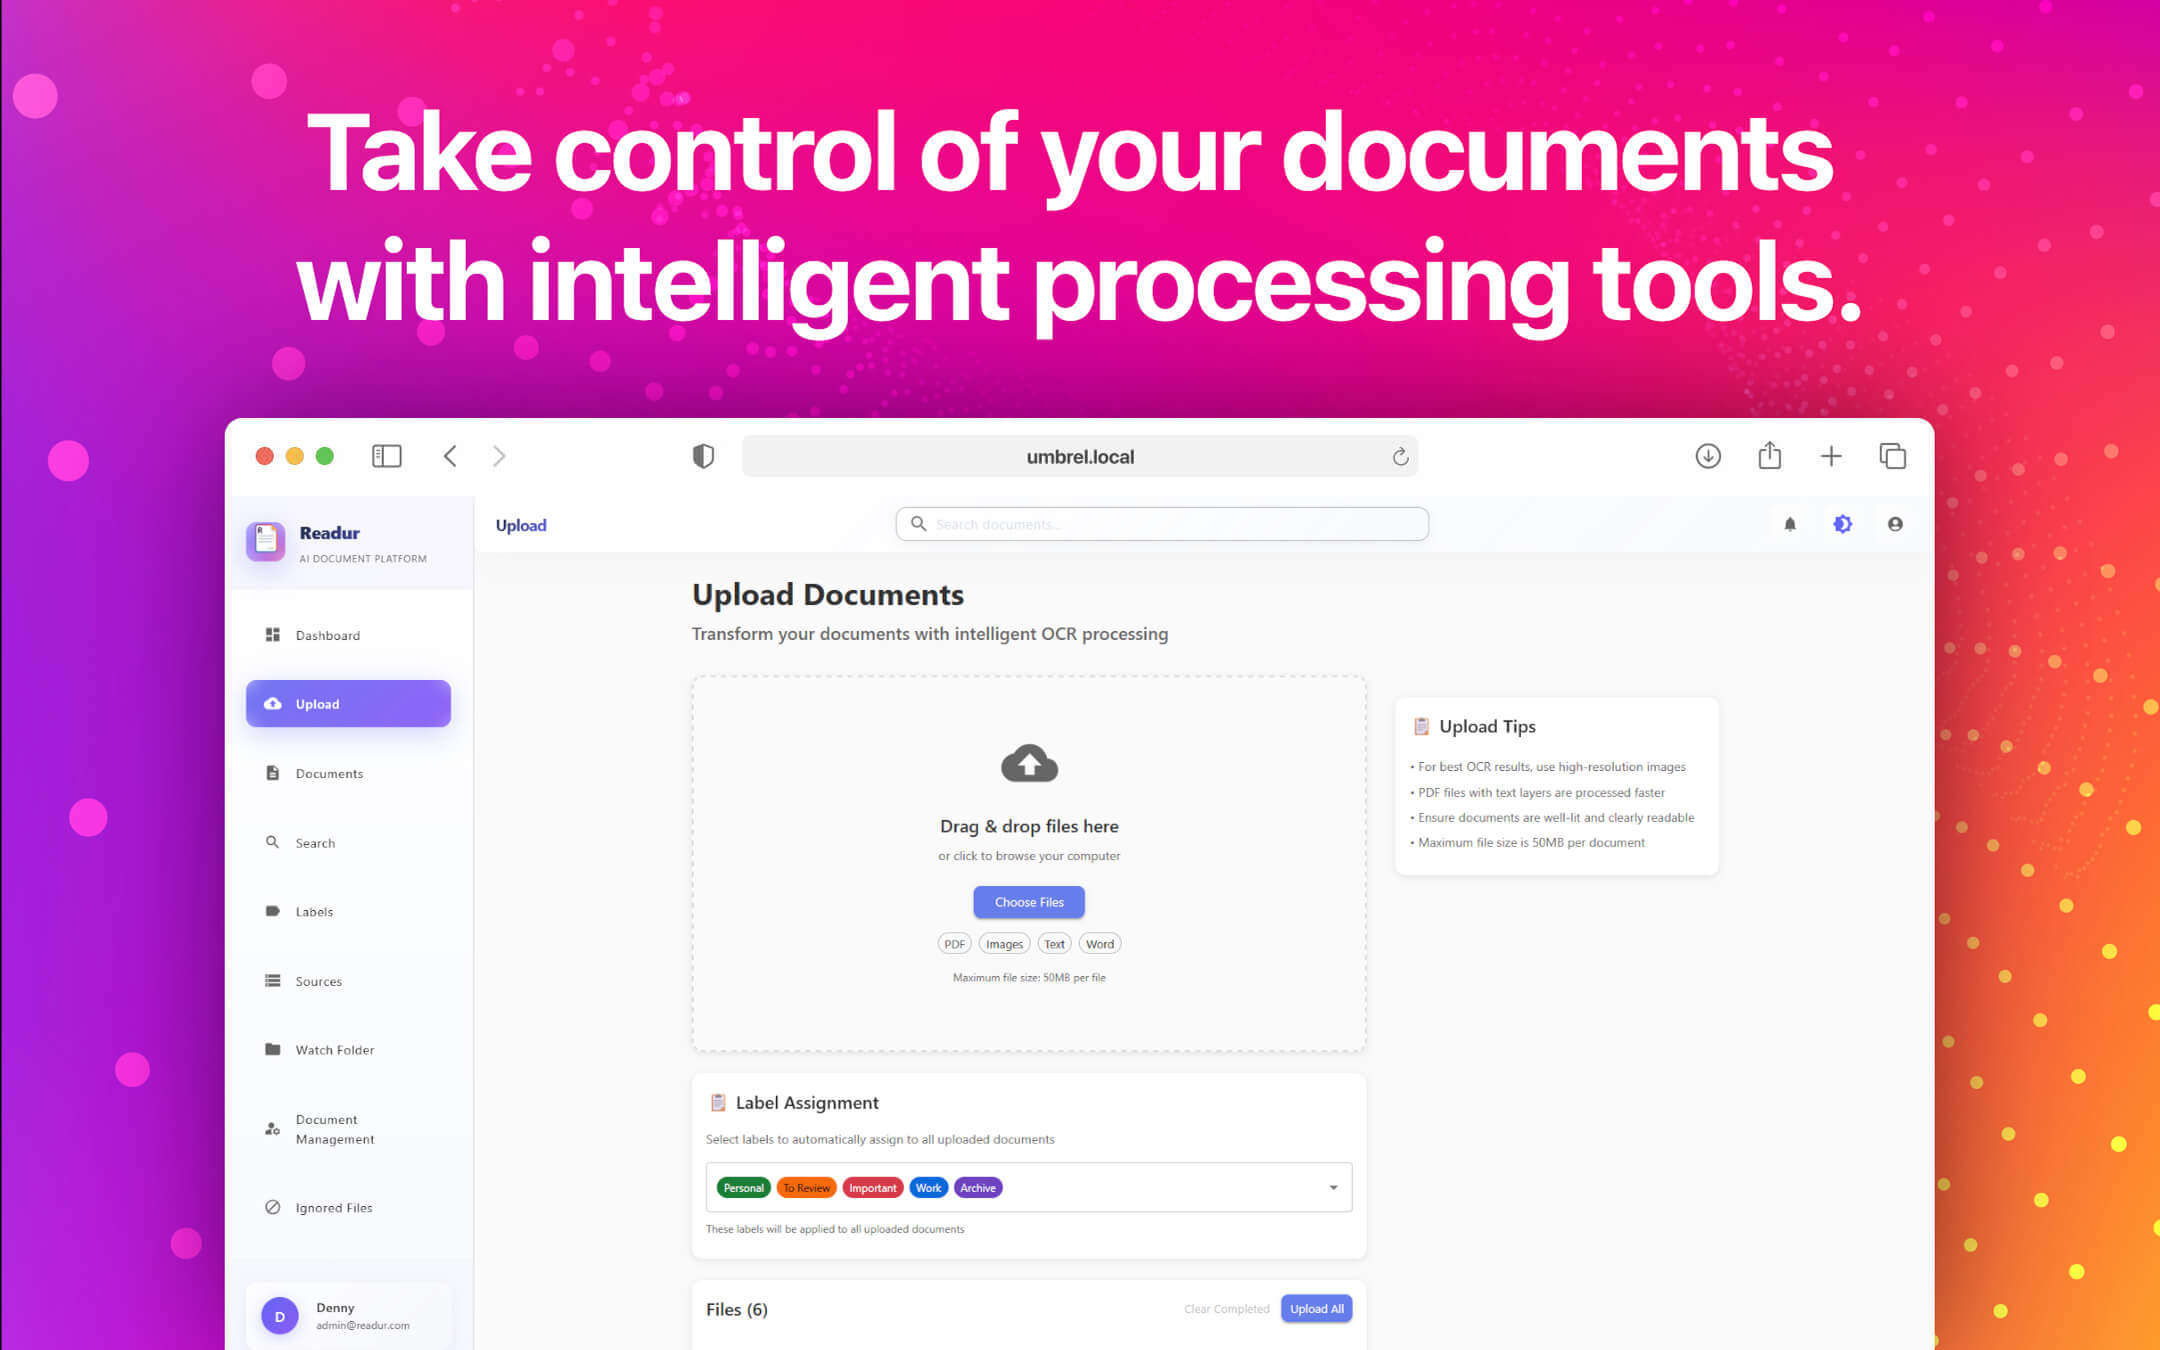 Take control of your documents
with intelligent processing tools.
umbrel.local
Readur
AI DOCUMENT PLATFORM
Upload
Search documents...
Dashboard
Upload
Documents
Search
Labels
Sources
Watch Folder
Document
Management
Ignored Files
D
Denny
admin@readur.com
Upload Documents
Transform your documents with intelligent OCR processing
Drag & drop files here
or click to browse your computer
Choose Files
PDF Images Text Word
Maximum file size: 50MB per file
📋 Upload Tips
• For best OCR results, use high-resolution images
• PDF files with text layers are processed faster
• Ensure documents are well-lit and clearly readable
• Maximum file size is 50MB per document
📋 Label Assignment
Select labels to automatically assign to all uploaded documents
Personal To Review Important Work Archive
These labels will be applied to all uploaded documents
Files (6) Clear Completed Upload All